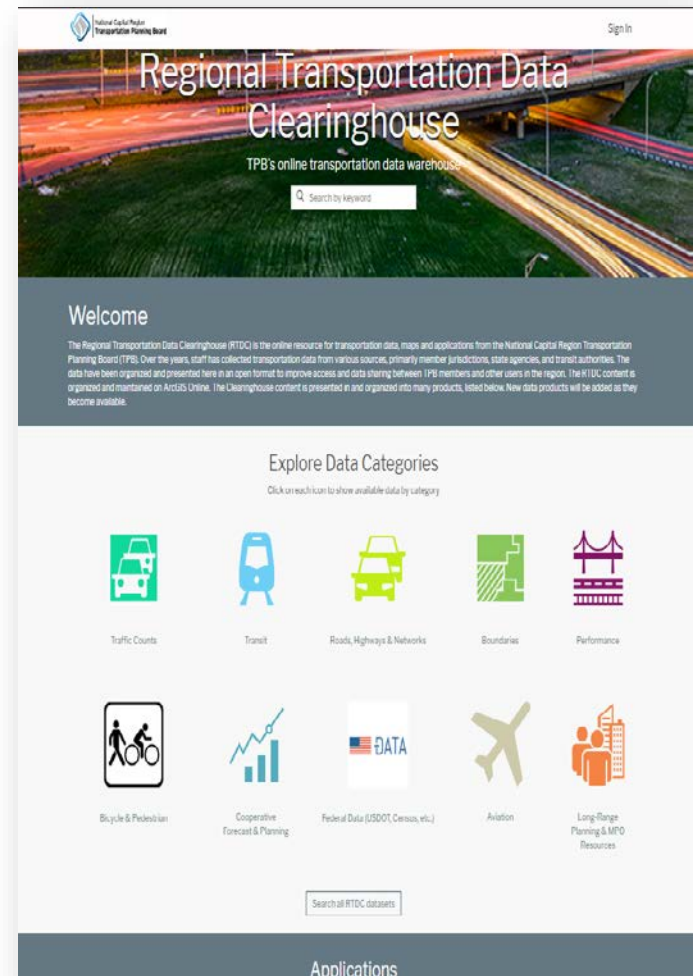 National Capital Region
Transportation Planning Board
Sign In
Regional Transportation Data
Clearinghouse
TPB's online transportation data warehouse
Search by keyword
Welcome
The Regional Transportation Data Clearinghouse (RTDC) is the online resource for transportation data, maps and applications from the National Capital Region Transportation
Planning Board (TPB). Over the years, staff has collected transportation data from various sources, primarily member jurisdictions, state agencies, and transit authorities. The
data have been organized and presented here in an open format to improve access and data sharing between TPB members and other users in the region. The RTDC content is
organized and maintained on ArcGIS Online. The Clearinghouse content is presented in and organized into many products, listed below. New data products will be added as they
become available.
Explore Data Categories
Click on each icon to show available data by category
Traffic Counts
Transit
Roads, Highways & Networks
Boundaries
Performance
DATA
Bicycle & Pedestrian
Cooperative
Forecast & Planning
Federal Data (USDOT, Census, etc.)
Aviation
Long-Range
Planning & MPO
Resources
Search all RTDC datasets
Applications